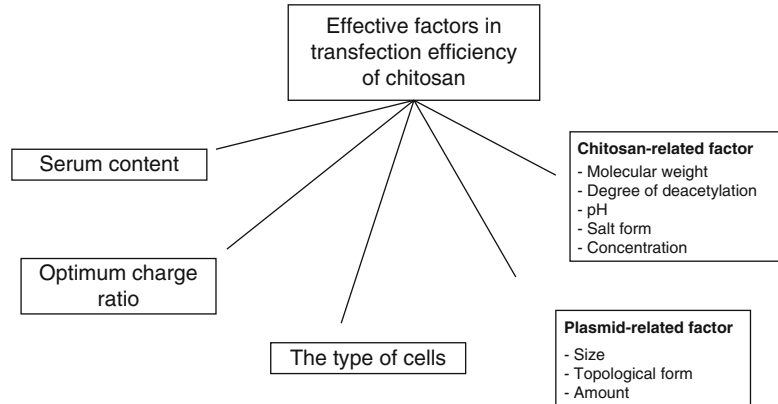 Effective factors in
transfection efficiency
of chitosan
Serum content
Optimum charge
ratio
The type of cells
Chitosan-related factor
- Molecular weight
- Degree of deacetylation
- pH
- Salt form
- Concentration
Plasmid-related factor
- Size
- Topological form
- Amount